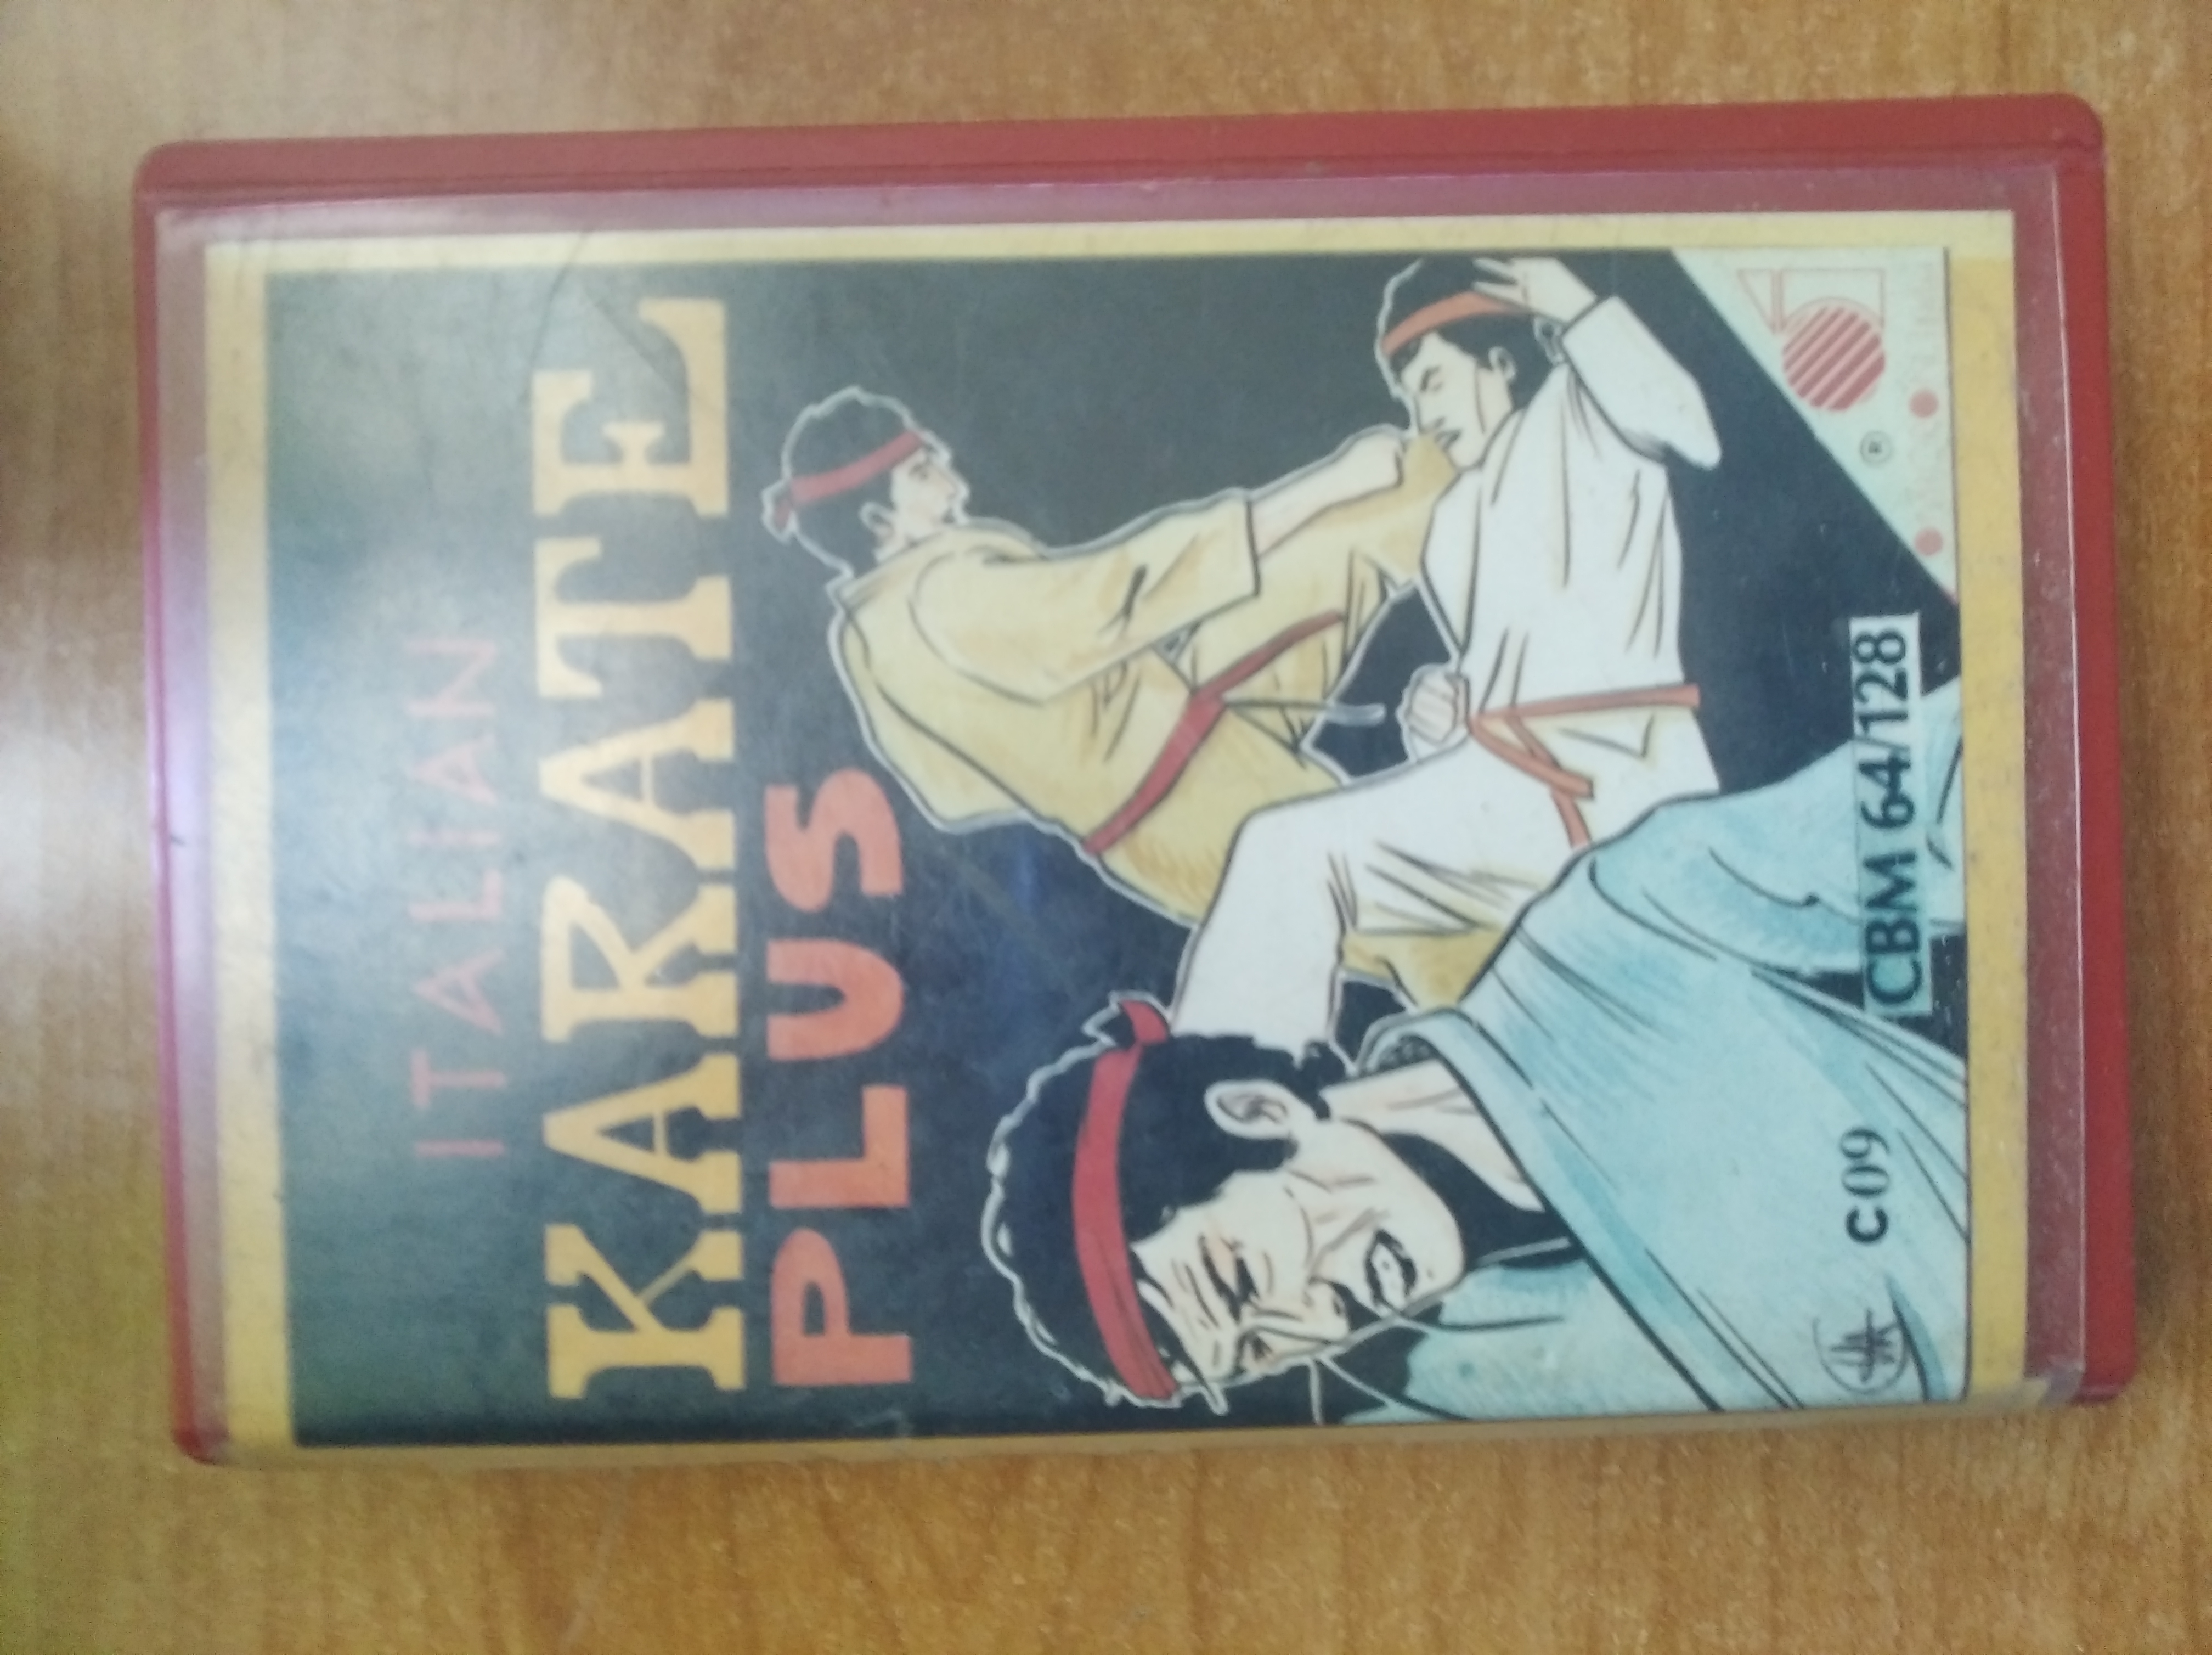 ITALIAN
KARATE
PLUS
C09
CBM 64/128
®